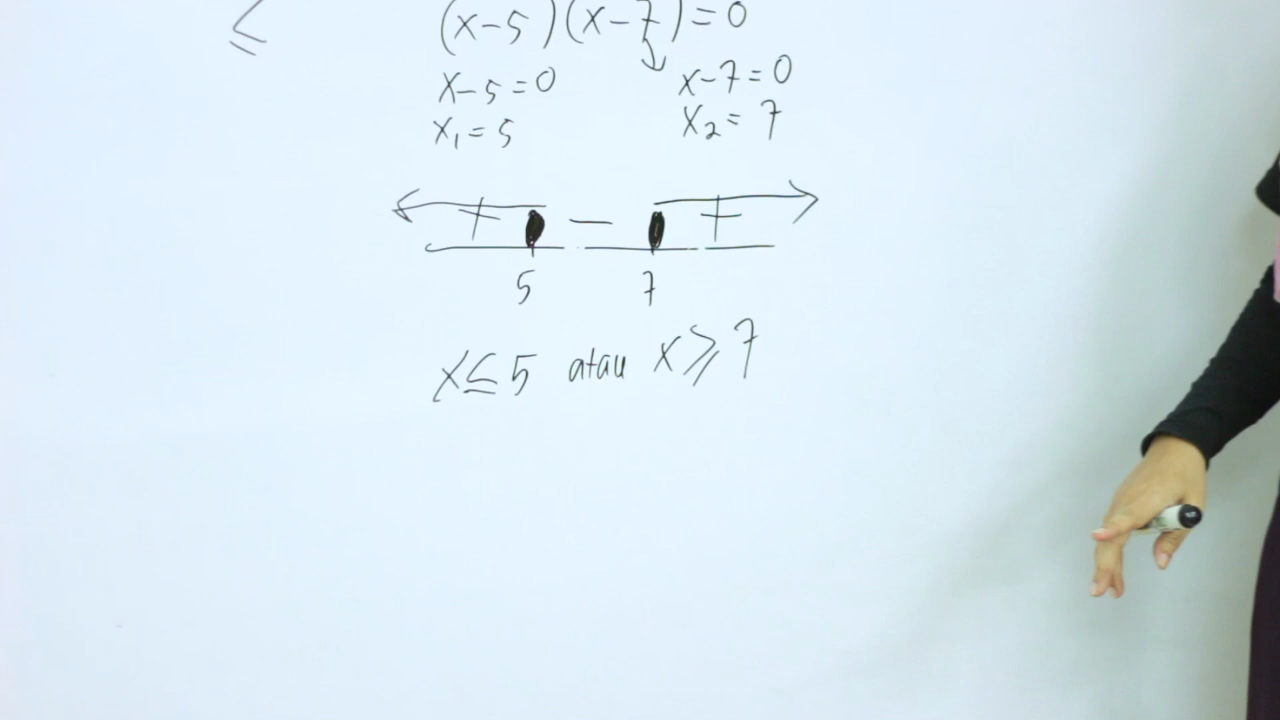 ≤ (x-5)(x-7)=0
x-5=0 x-7=0
x₁=5 x₂=7
+ - +
5 7
x≤5 atau x≥7